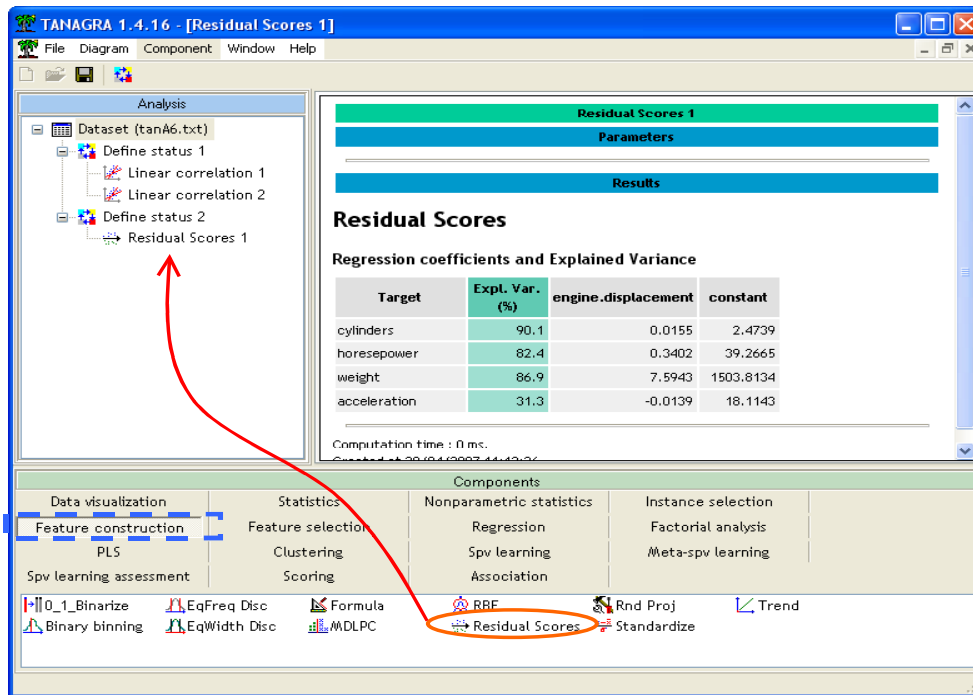 TANAGRA 1.4.16 - [Residual Scores 1]
File Diagram Component Window Help
Analysis
Dataset (tanA6.txt)
Define status 1
Linear correlation 1
Linear correlation 2
Define status 2
Residual Scores 1
Residual Scores 1
Parameters
Results
Residual Scores
Regression coefficients and Explained Variance
Target Expl. Var. (%) engine.displacement constant
cylinders 90.1 0.0155 2.4739
horesepower 82.4 0.3402 39.2665
weight 86.9 7.5943 1503.8134
acceleration 31.3 -0.0139 18.1143
Computation time : 0 ms.
Components
Data visualization Statistics Nonparametric statistics Instance selection
Feature construction Feature selection Regression Factorial analysis
PLS Clustering Spv learning Meta-spv learning
Spv learning assessment Scoring Association
0_1_Binarize EqFreq Disc Formula RBF Rnd Proj Trend
Binary binning EqWidth Disc MDLPC Residual Scores Standardize